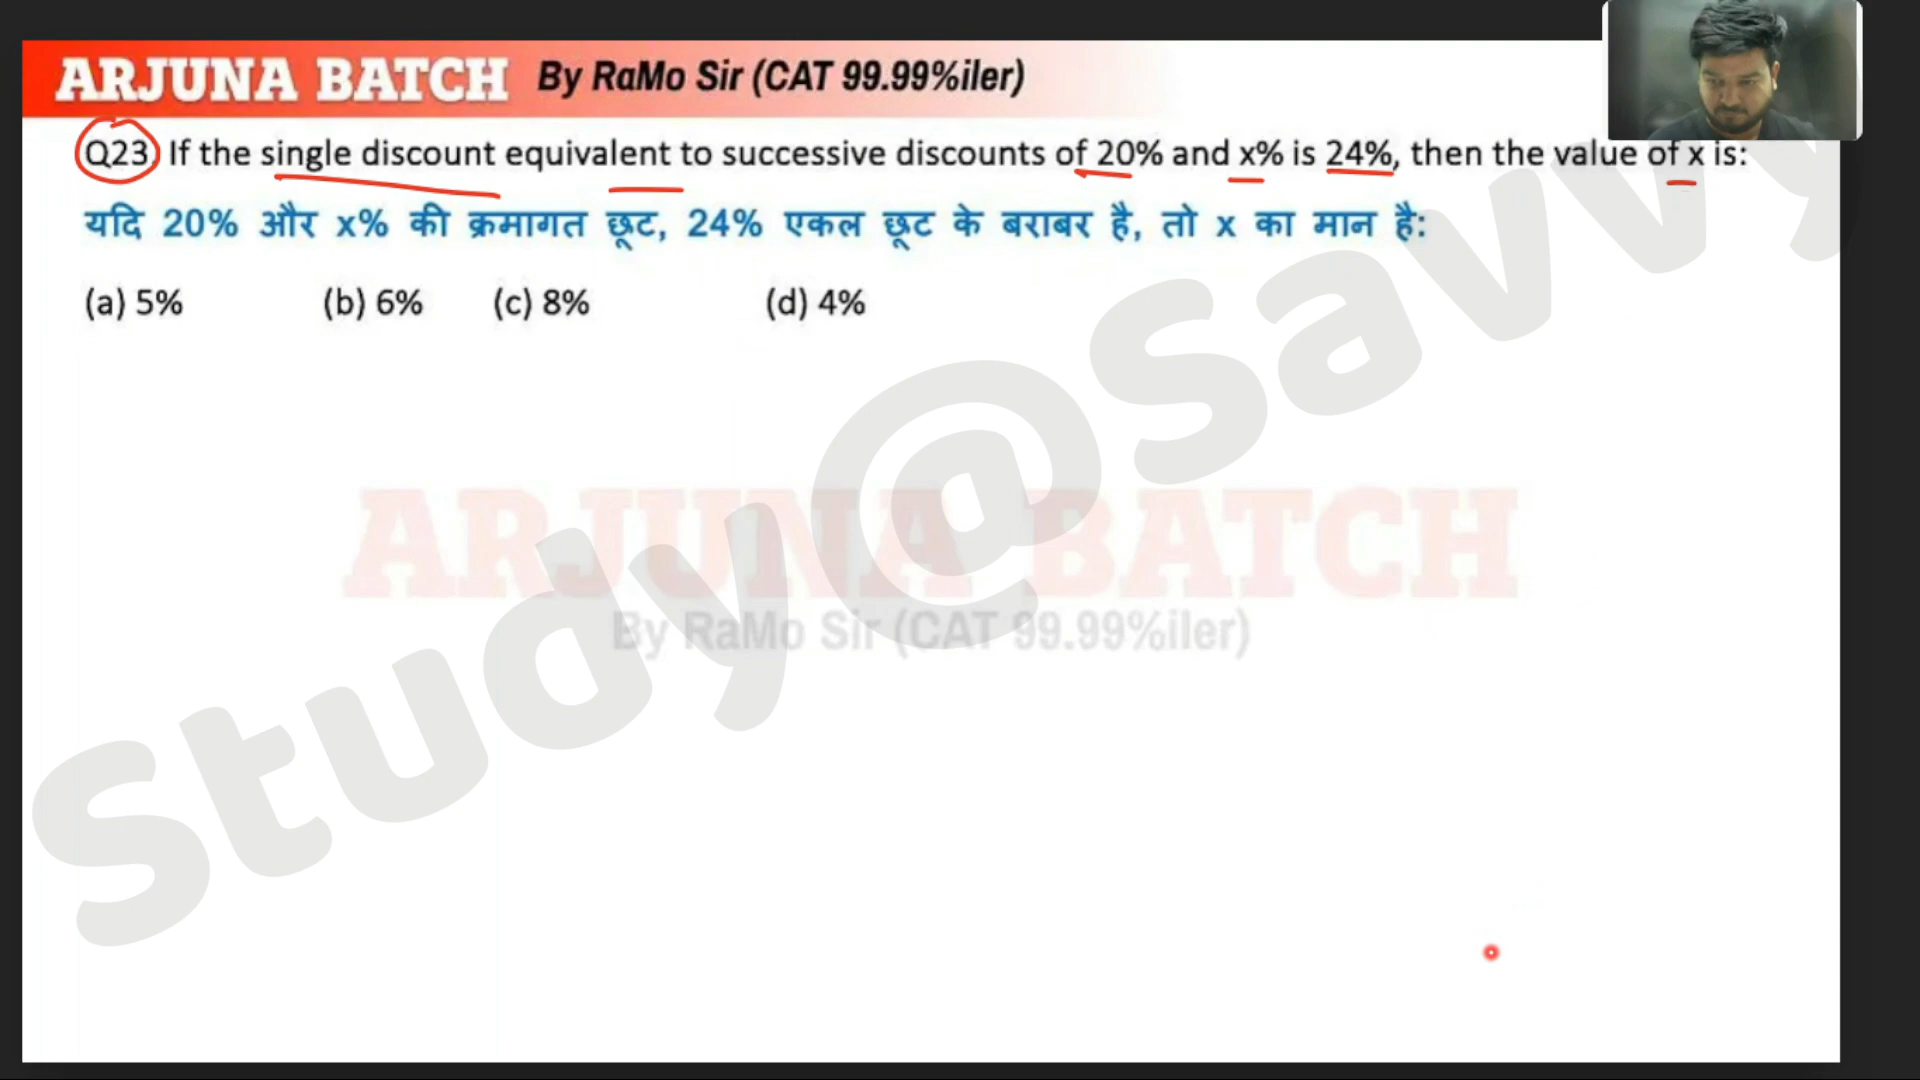 ARJUNA BATCH By RaMo Sir (CAT 99.99%iler)
Q23. If the single discount equivalent to successive discounts of 20% and x% is 24%, then the value of x is:
यदि 20% और x% की क्रमागत छूट, 24% एकल छूट के बराबर है, तो x का मान है:
(a) 5% (b) 6% (c) 8% (d) 4%
ARJUNA BATCH
By RaMo Sir (CAT 99.99%iler)
Study@Savvy